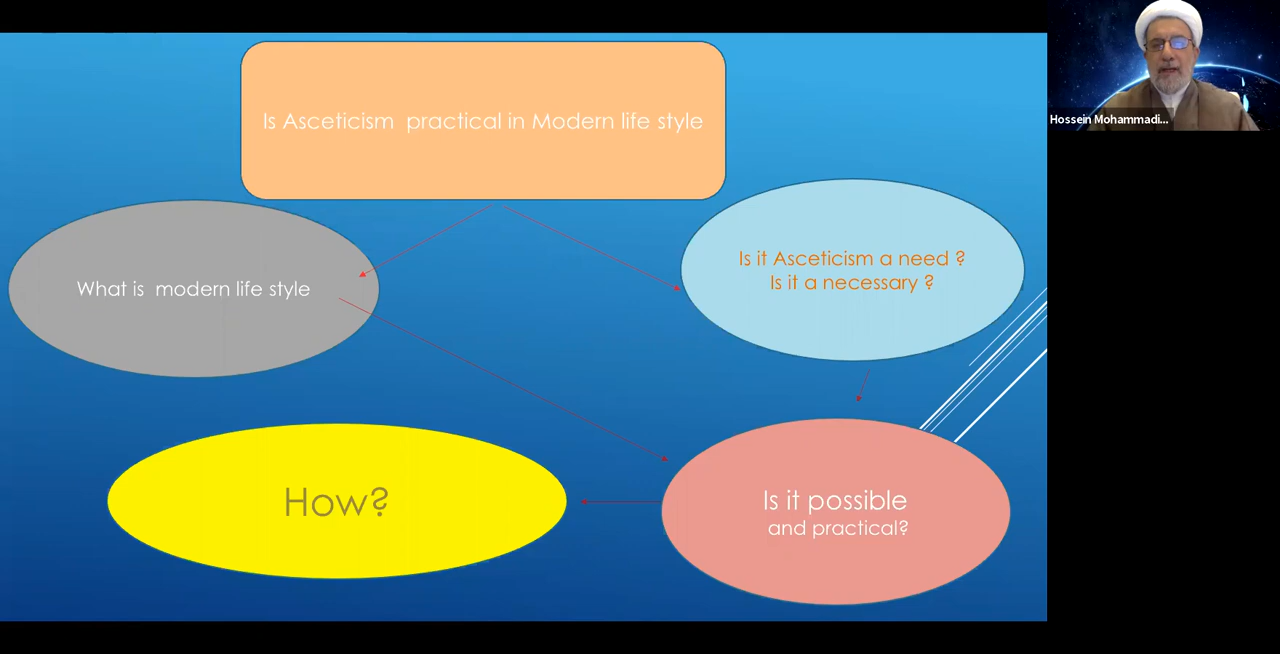 Is Asceticism practical in Modern life style
What is modern life style
Is it Asceticism a need ?
Is it a necessary ?
How?
Is it possible
and practical?
Hossein Mohammadi...